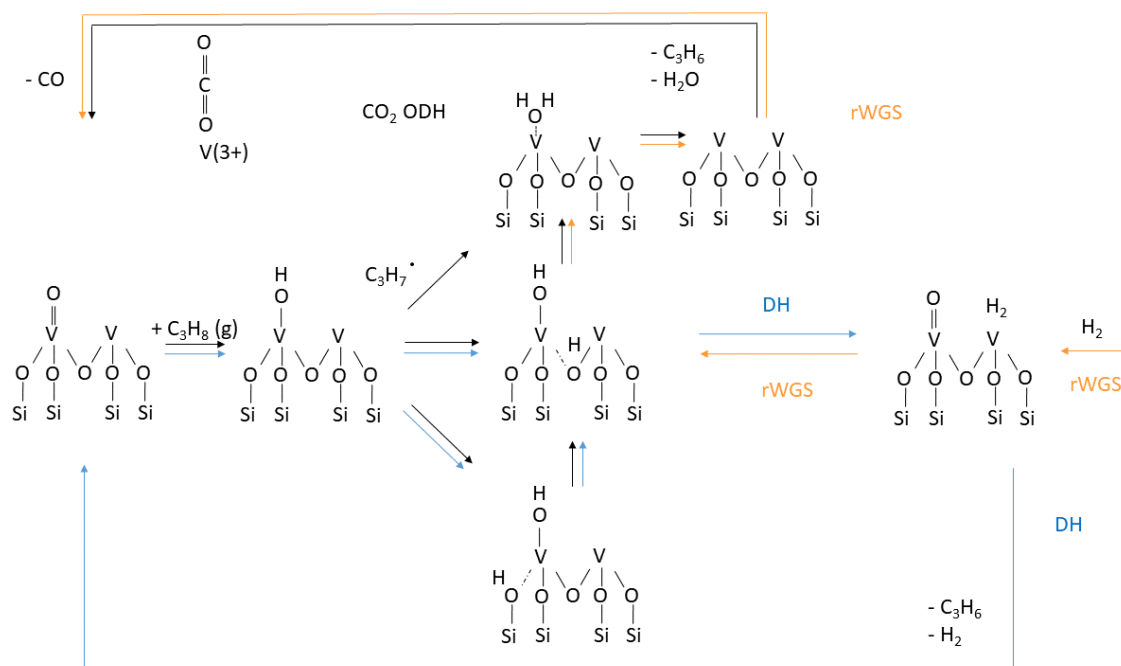 O
C
O
V(3+)
- CO
CO2 ODH
- C3H6
- H2O
rWGS
H H
O
V V
O O O O O
Si Si Si Si
V V
O O O O O
Si Si Si Si
C3H7•
O
V V
O O O O O
Si Si Si Si
+ C3H8 (g)
H
O
V V
O O O O O
Si Si Si Si
H
O
V H V
O O O O O
Si Si Si Si
DH
rWGS
O
V H2 V
O O O O O
Si Si Si Si
H2
rWGS
H
O
V V
H
O O O O O
Si Si Si Si
DH
- C3H6
- H2